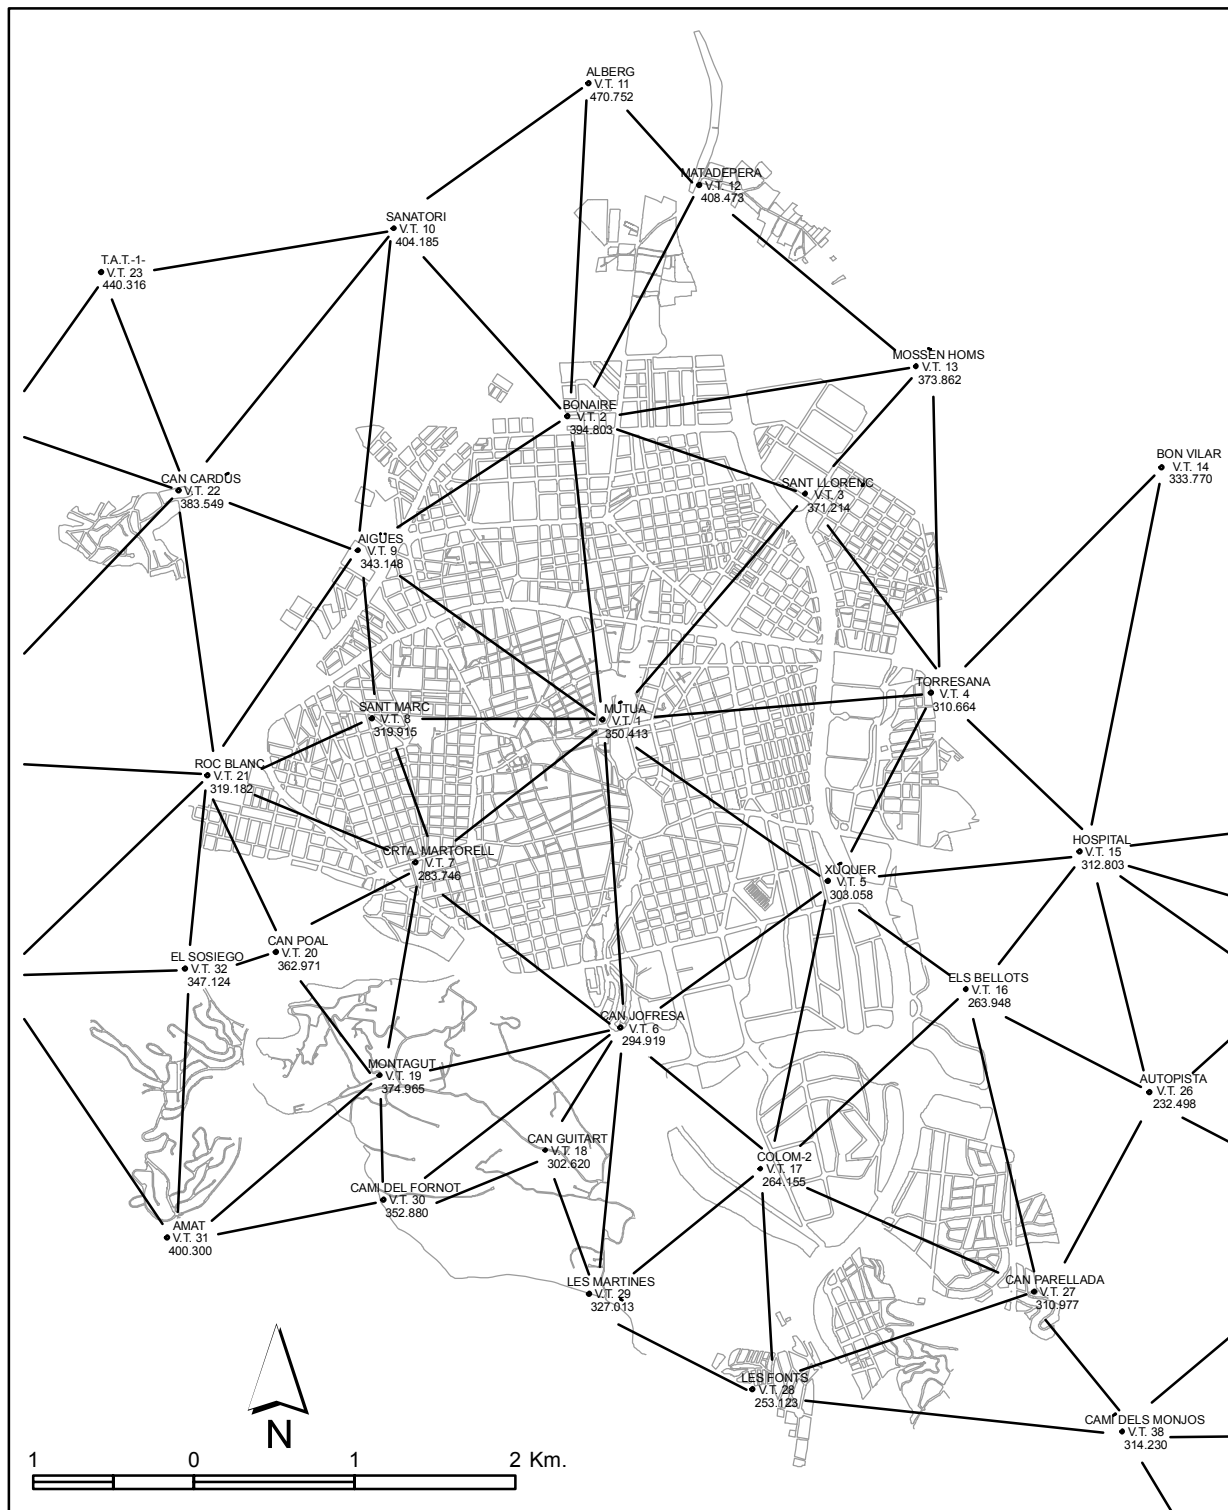 ALBERG
V.T. 11
470.752
MATADEPERA
V.T. 12
408.473
SANATORI
V.T. 10
404.185
T.A.T.-1-
V.T. 23
440.316
MOSSEN HOMS
V.T. 13
373.862
BONAIRE
V.T. 2
394.803
BON VILAR
V.T. 14
333.770
CAN CARDÚS
V.T. 22
383.549
SANT LLORENÇ
V.T. 3
371.214
AIGÜES
V.T. 9
343.148
TORRESANA
V.T. 4
310.664
SANT MARC
V.T. 8
319.915
MÚTUA
V.T. 1
350.413
ROC BLANC
V.T. 21
319.182
HOSPITAL
V.T. 15
312.803
CRTA. MARTORELL
V.T. 7
283.746
XÚQUER
V.T. 5
303.058
CAN POAL
V.T. 20
362.971
EL SOSIEGO
V.T. 32
347.124
ELS BELLOTS
V.T. 16
263.948
CAN JOFRESA
V.T. 6
294.919
MONTAGUT
V.T. 19
374.965
AUTOPISTA
V.T. 26
232.498
CAN GUITART
V.T. 18
302.620
COLOM-2
V.T. 17
264.155
CAMI DEL FORNOT
V.T. 30
352.880
AMAT
V.T. 31
400.300
LES MARTINES
V.T. 29
327.013
CAN PARELLADA
V.T. 27
310.977
LES FONTS
V.T. 28
253.123
CAMÍ DELS MONJOS
V.T. 38
314.230
N
1 0 1 2 Km.